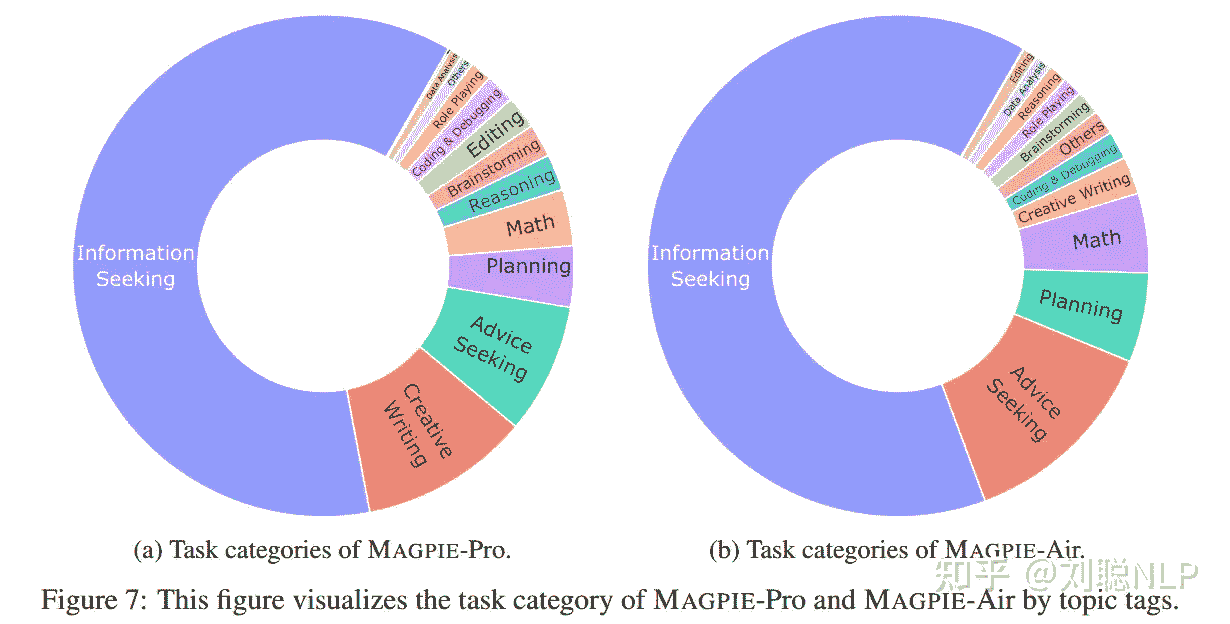 Data Analysis
Others
Role Playing
Coding & Debugging
Editing
Brainstorming
Reasoning
Math
Planning
Advice
Seeking
Creative
Writing
Information
Seeking
Editing
Data Analysis
Reasoning
Role Playing
Brainstorming
Others
Coding & Debugging
Creative Writing
Math
Planning
Advice
Seeking
Information
Seeking
(a) Task categories of MAGPIE-Pro.
(b) Task categories of MAGPIE-Air.
知乎 @刘聪NLP
Figure 7: This figure visualizes the task category of MAGPIE-Pro and MAGPIE-Air by topic tags.